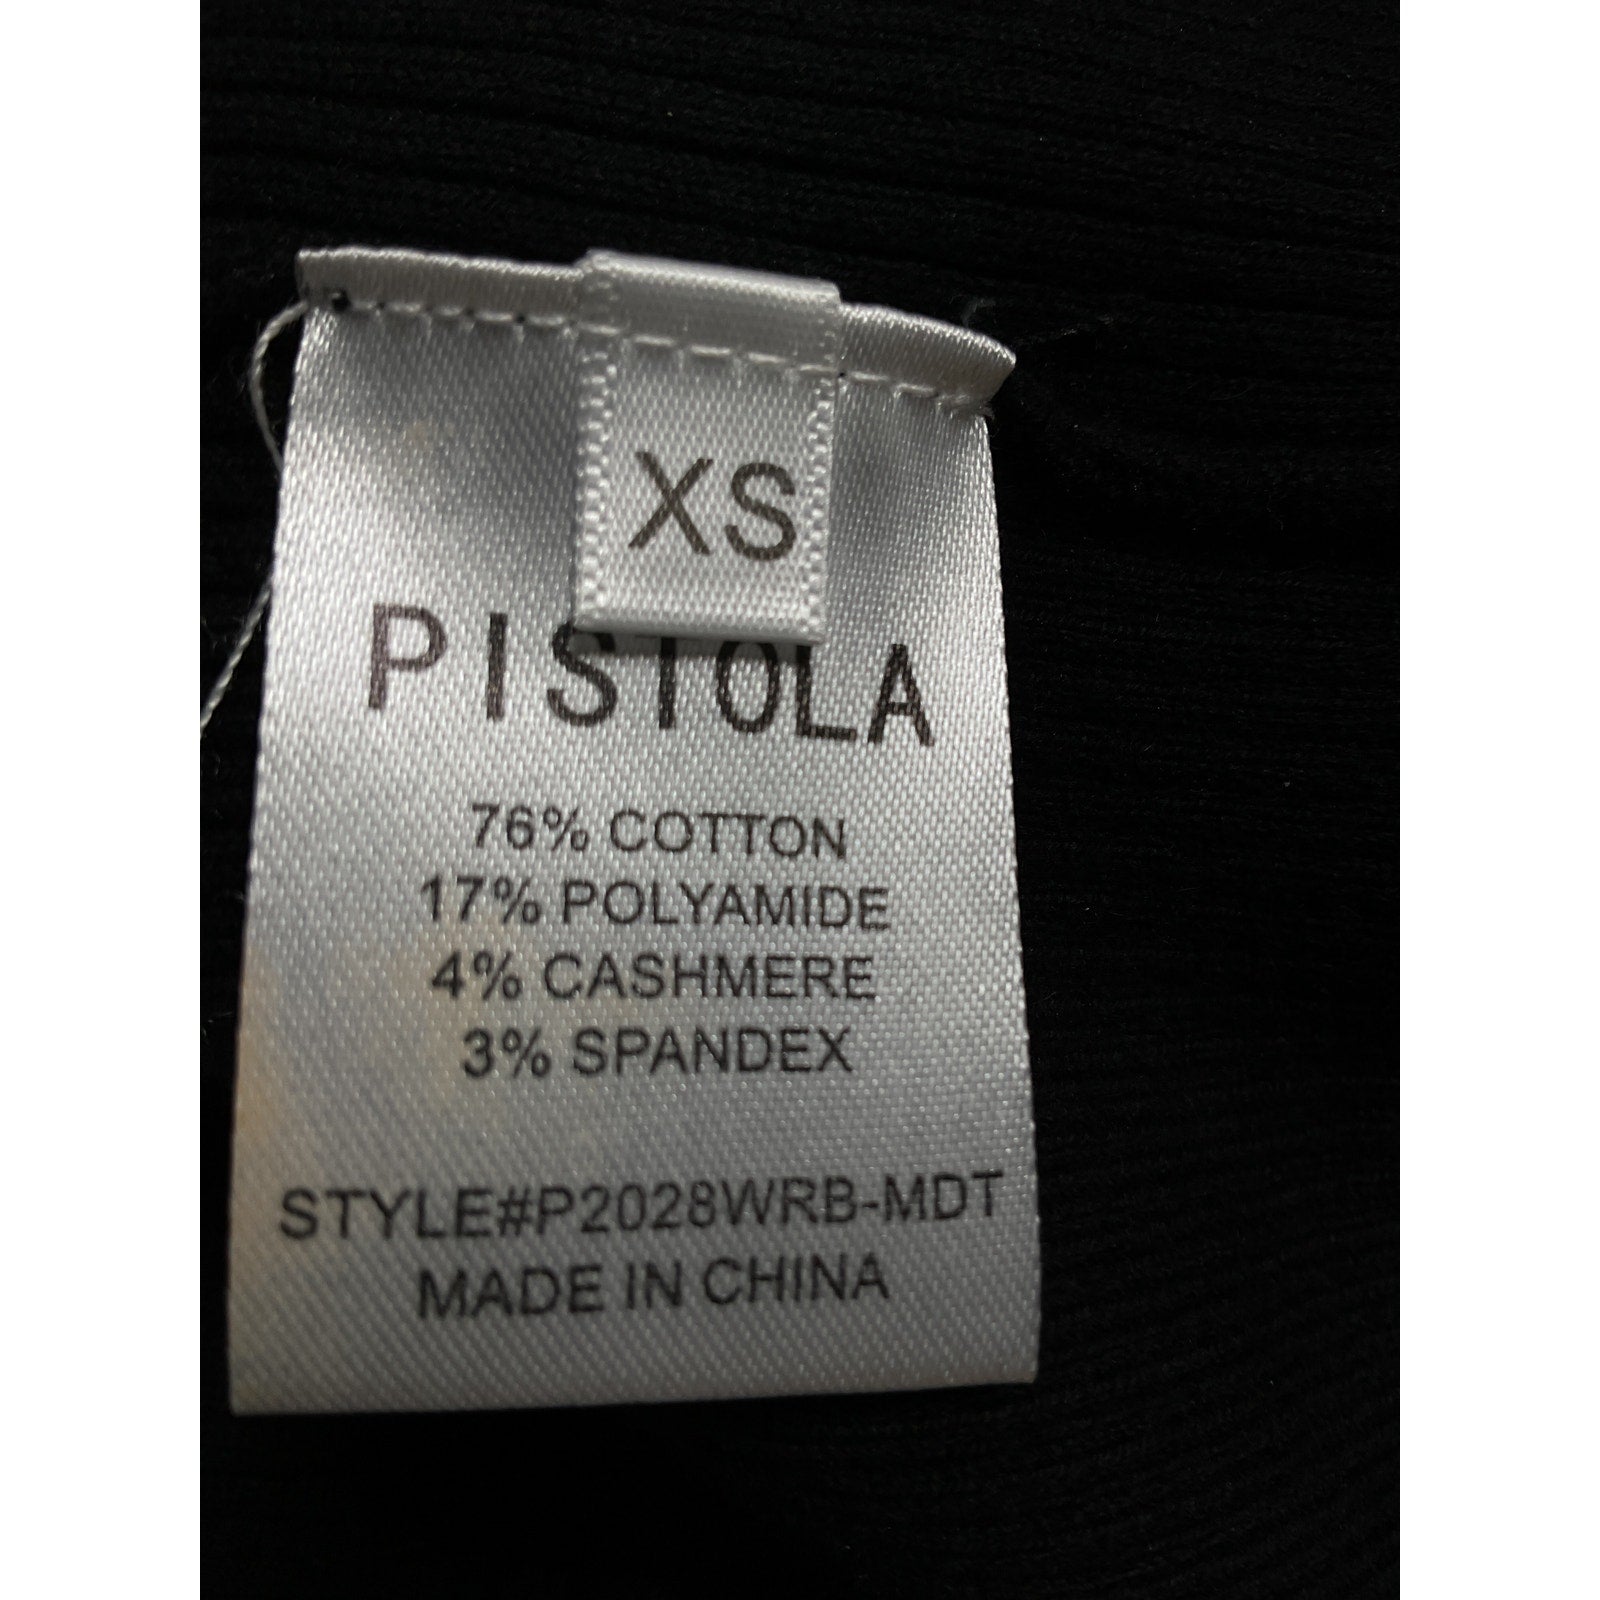 XS
PISTOLA
76% COTTON
17% POLYAMIDE
4% CASHMERE
3% SPANDEX
STYLE#P2028WRB-MDT
MADE IN CHINA